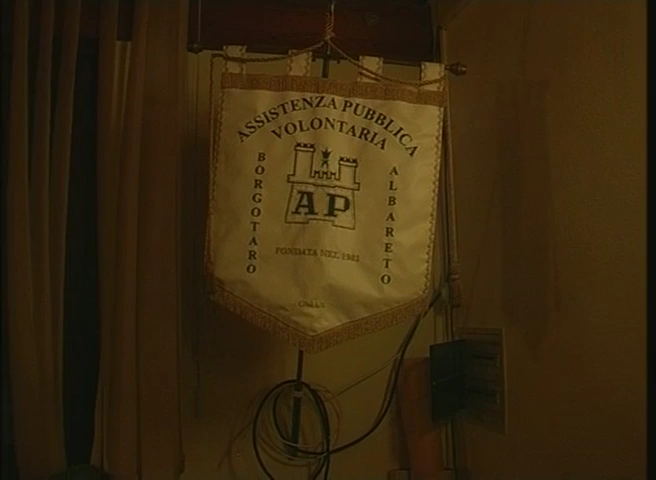 ASSISTENZA PUBBLICA
VOLONTARIA
BORGOTARO
ALBARETO
AP
FONDATA NEL 1981